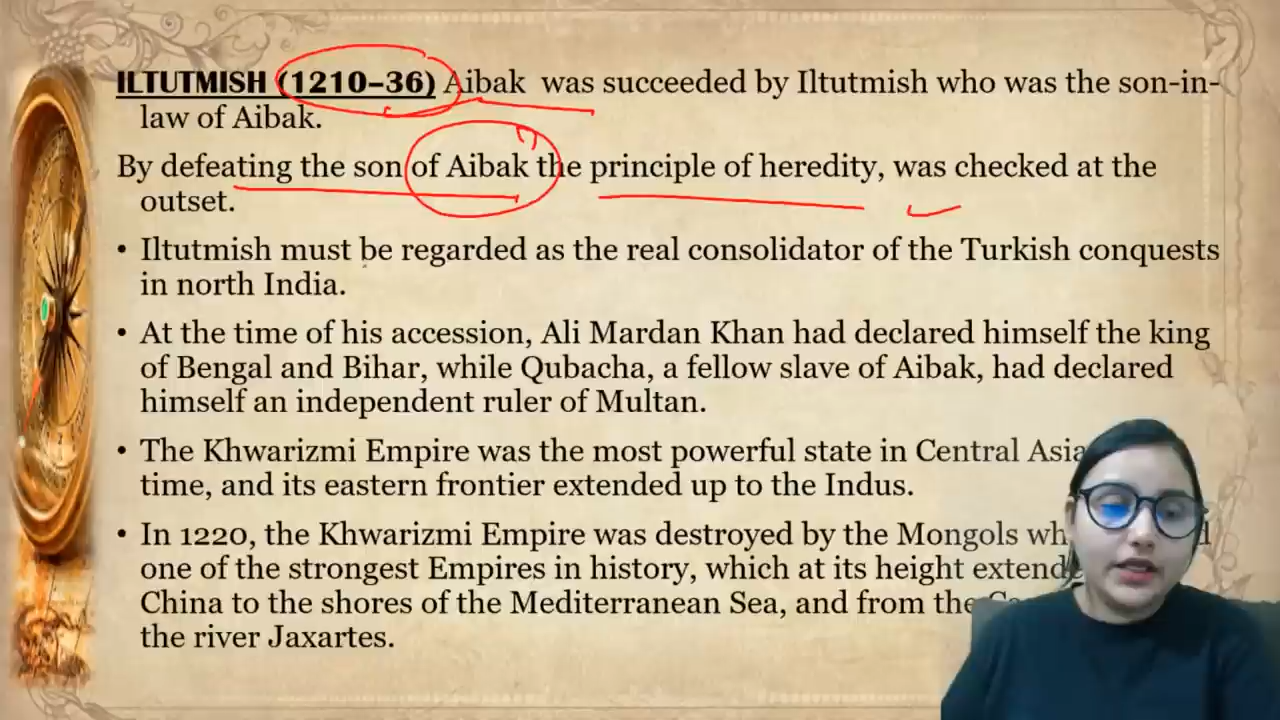 ILTUTMISH (1210–36) Aibak was succeeded by Iltutmish who was the son-in-
law of Aibak.
By defeating the son of Aibak the principle of heredity, was checked at the
outset.
• Iltutmish must be regarded as the real consolidator of the Turkish conquests
in north India.
• At the time of his accession, Ali Mardan Khan had declared himself the king
of Bengal and Bihar, while Qubacha, a fellow slave of Aibak, had declared
himself an independent ruler of Multan.
• The Khwarizmi Empire was the most powerful state in Central Asia
time, and its eastern frontier extended up to the Indus.
• In 1220, the Khwarizmi Empire was destroyed by the Mongols
one of the strongest Empires in history, which at its height
China to the shores of the Mediterranean Sea, and from the
the river Jaxartes.